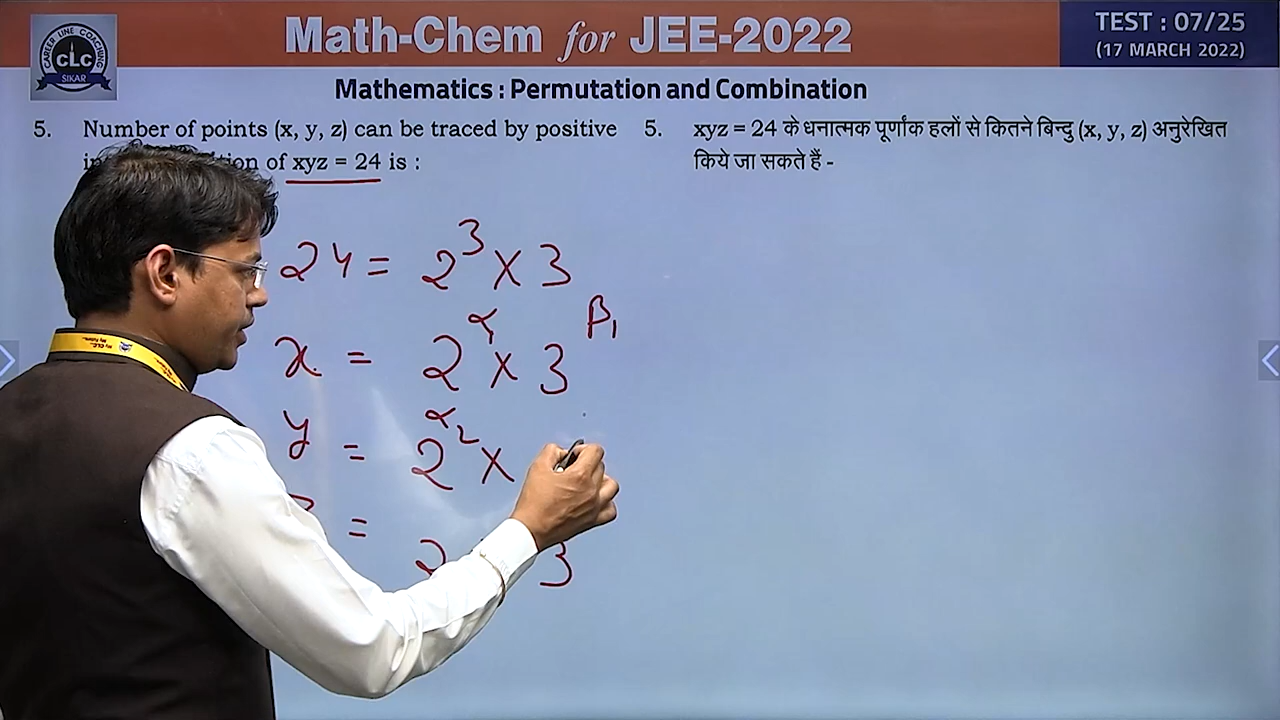 CAREER LINE COACHING
CLC
SIKAR
Math-Chem for JEE-2022
TEST : 07/25
(17 MARCH 2022)
Mathematics : Permutation and Combination
5. Number of points (x, y, z) can be traced by positive
of xyz = 24 is :
5. xyz = 24 के धनात्मक पूर्णांक हलों से कितने बिन्दु (x, y, z) अनुरेखित
किये जा सकते हैं -
24 = 2³ × 3
x = 2^α₁ × 3^β₁
y = 2^α₂ ×
= 2 3